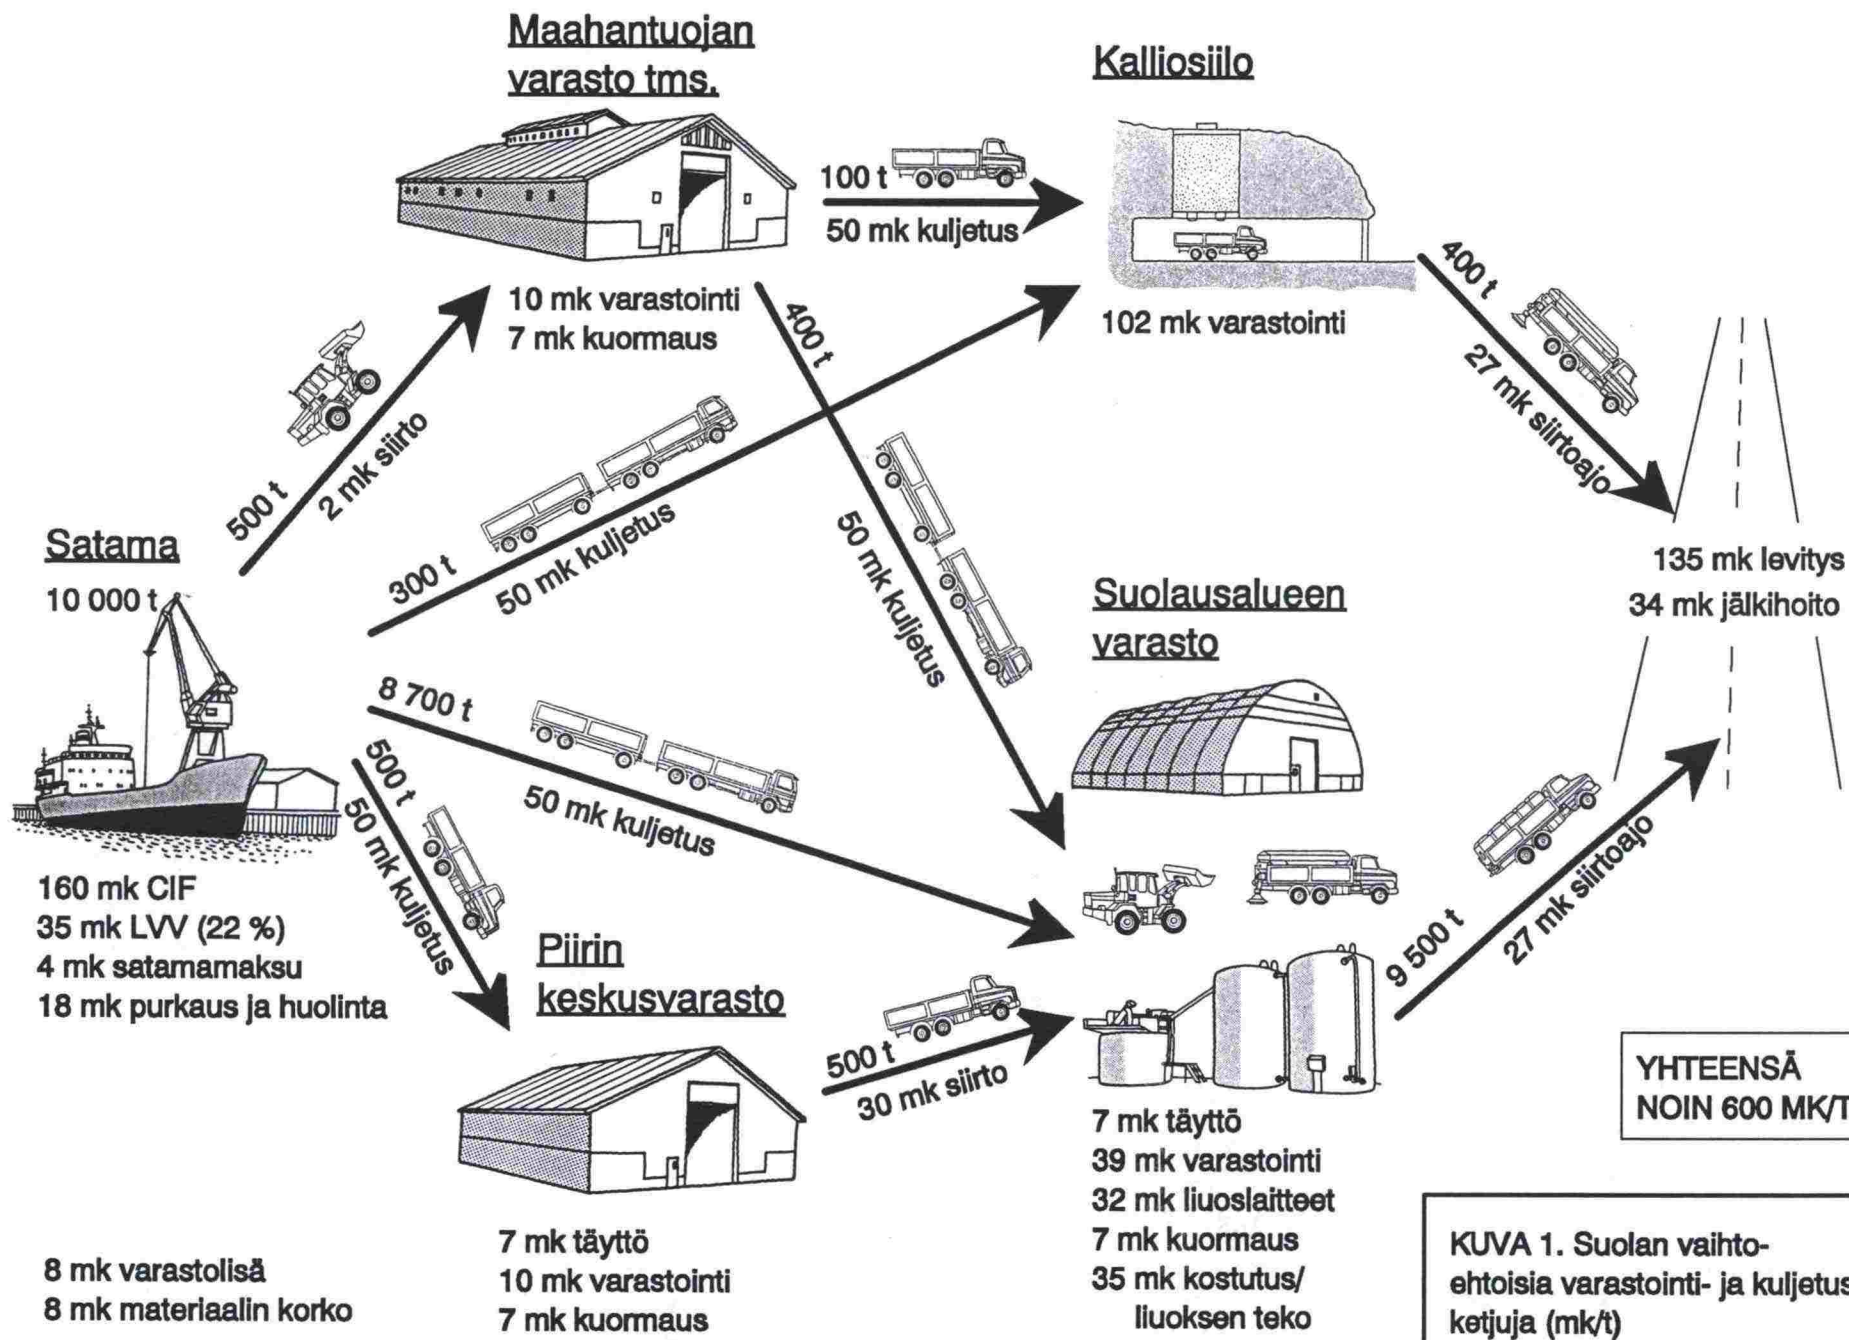 Maahantuojan
varasto tms.
10 mk varastointi
7 mk kuormaus
100 t
50 mk kuljetus
Kalliosiilo
102 mk varastointi
400 t
27 mk siirtoajo
500 t
2 mk siirto
400 t
50 mk kuljetus
300 t
50 mk kuljetus
Satama
10 000 t
160 mk CIF
35 mk LVV (22 %)
4 mk satamamaksu
18 mk purkaus ja huolinta
8 700 t
50 mk kuljetus
500 t
50 mk kuljetus
Suolausalueen
varasto
135 mk levitys
34 mk jälkihoito
9 500 t
27 mk siirtoajo
Piirin
keskusvarasto
500 t
30 mk siirto
7 mk täyttö
10 mk varastointi
7 mk kuormaus
7 mk täyttö
39 mk varastointi
32 mk liuoslaitteet
7 mk kuormaus
35 mk kostutus/
liuoksen teko
8 mk varastolisä
8 mk materiaalin korko
YHTEENSÄ
NOIN 600 MK/T
KUVA 1. Suolan vaihto-
ehtoisia varastointi- ja kuljetus
ketjuja (mk/t)